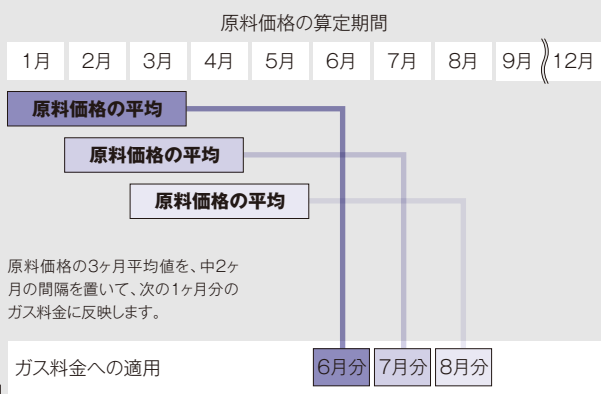 原料価格の算定期間
1月 2月 3月 4月 5月 6月 7月 8月 9月 12月
原料価格の平均
原料価格の平均
原料価格の平均
原料価格の3ヶ月平均値を、中2ヶ
月の間隔を置いて、次の1ヶ月分の
ガス料金に反映します。
ガス料金への適用 6月分 7月分 8月分